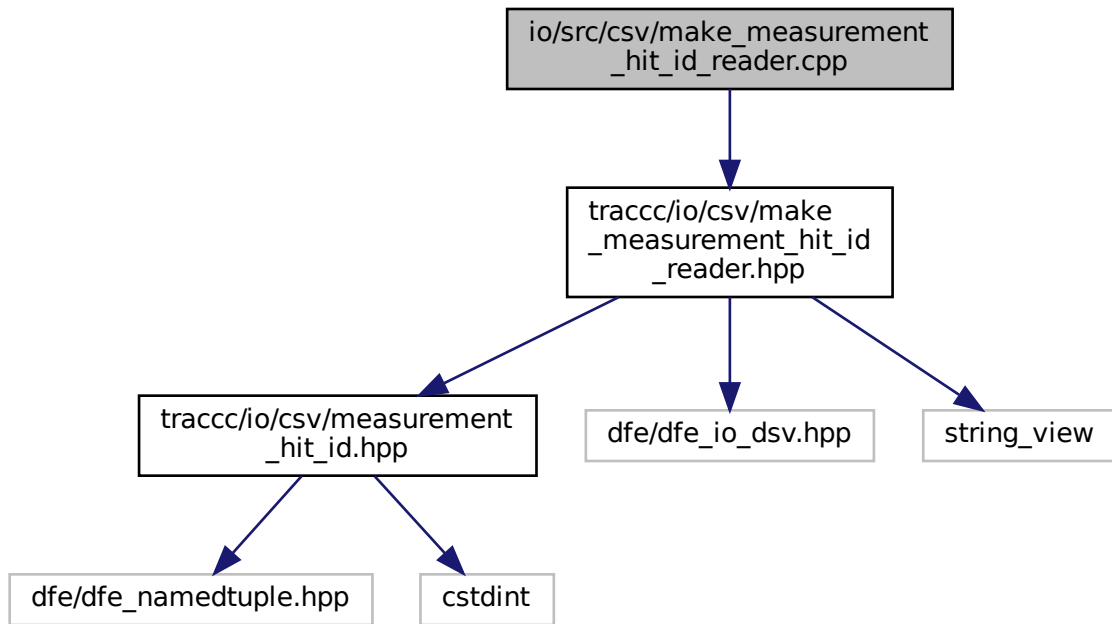 io/src/csv/make_measurement
_hit_id_reader.cpp
traccc/io/csv/make
_measurement_hit_id
_reader.hpp
traccc/io/csv/measurement
_hit_id.hpp
dfe/dfe_io_dsv.hpp
string_view
dfe/dfe_namedtuple.hpp
cstdint